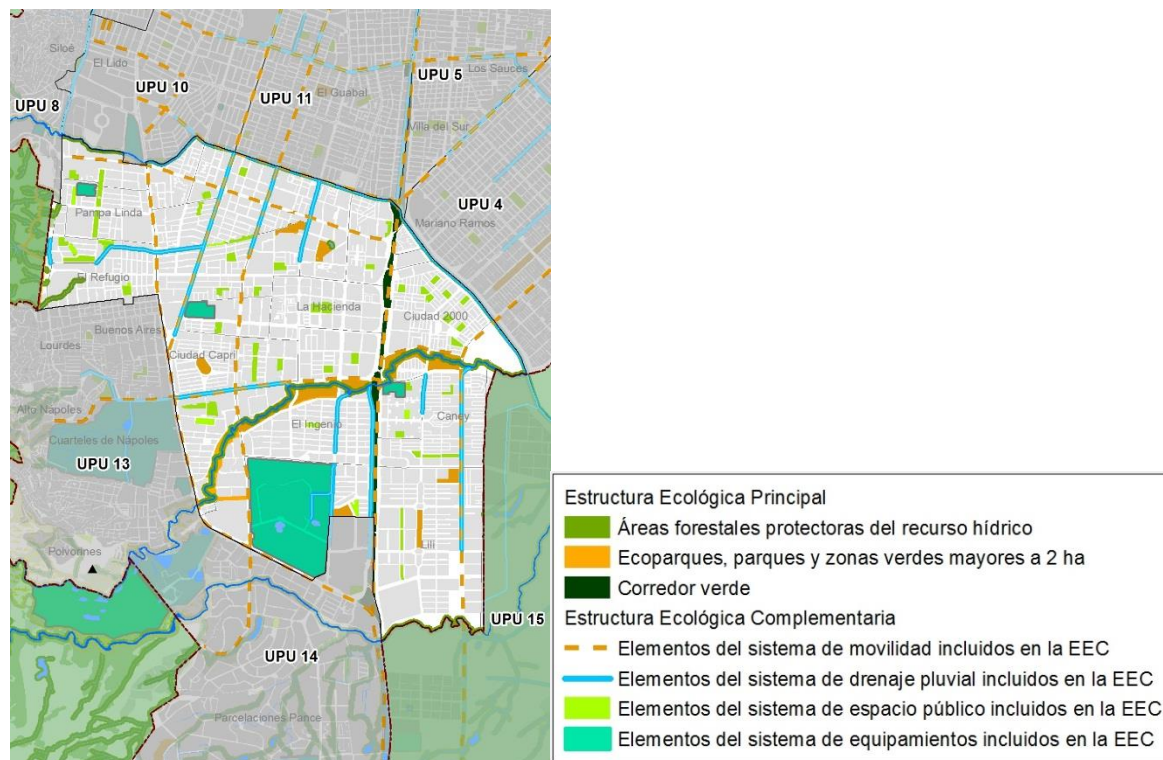 Siloé
El Lido
UPU 5
Los Sauces
UPU 10
UPU 11
El Guabal
UPU 8
Villa del Sur
UPU 4
Pampa Linda
Mariano Ramos
El Refugio
La Hacienda
Ciudad 2000
Buenos Aires
Lourdes
Ciudad Capri
Alto Nápoles
El Ingenio
Caney
Cuarteles de Nápoles
UPU 13
Polvorines
Lili
UPU 15
UPU 14
Parcelaciones Pance
Estructura Ecológica Principal
Áreas forestales protectoras del recurso hídrico
Ecoparques, parques y zonas verdes mayores a 2 ha
Corredor verde
Estructura Ecológica Complementaria
Elementos del sistema de movilidad incluidos en la EEC
Elementos del sistema de drenaje pluvial incluidos en la EEC
Elementos del sistema de espacio público incluidos en la EEC
Elementos del sistema de equipamientos incluidos en la EEC